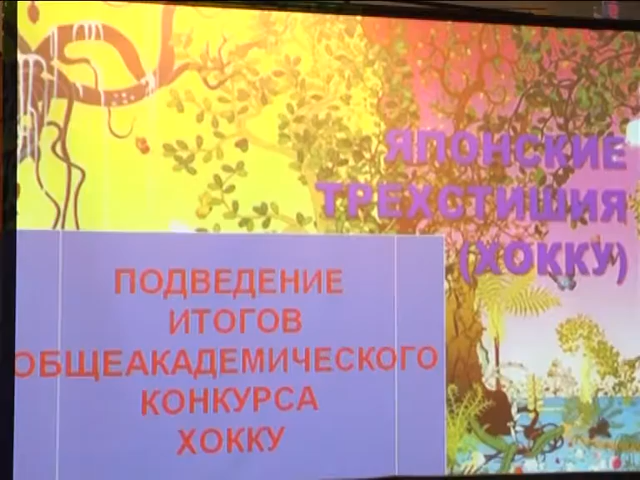 ЯПОНСКИЕ
ТРЕХСТИШИЯ
(ХОККУ)
ПОДВЕДЕНИЕ
ИТОГОВ
ОБЩЕАКАДЕМИЧЕСКОГО
КОНКУРСА
ХОККУ